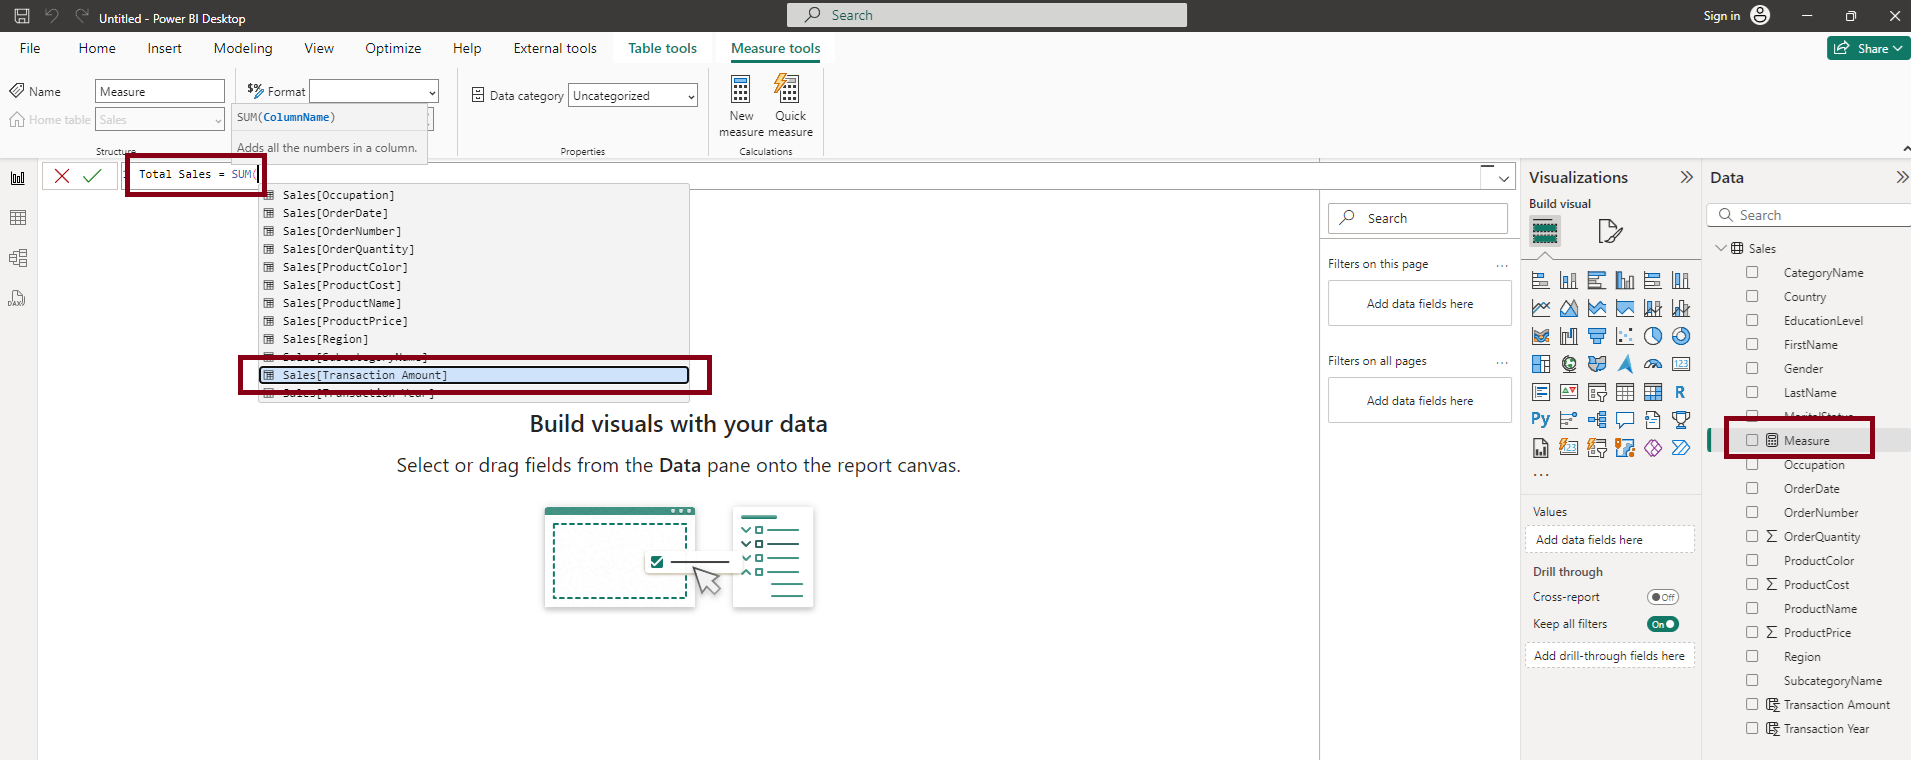 Untitled - Power BI Desktop
Search
Sign in
File Home Insert Modeling View Optimize Help External tools Table tools Measure tools
Share
Name Measure
Format
Data category Uncategorized
New measure
Quick measure
Home table Sales
SUM(ColumnName)
Adds all the numbers in a column.
Structure
Properties
Calculations
Total Sales = SUM(
Sales[Occupation]
Sales[OrderDate]
Sales[OrderNumber]
Sales[OrderQuantity]
Sales[ProductColor]
Sales[ProductCost]
Sales[ProductName]
Sales[ProductPrice]
Sales[Region]
Sales[SubcategoryName]
Sales[Transaction Amount]
Sales[Transaction Year]
Build visuals with your data
Select or drag fields from the Data pane onto the report canvas.
Search
Filters on this page
...
Add data fields here
Filters on all pages
...
Add data fields here
Visualizations
Build visual
123
R
Py
123
...
Values
Add data fields here
Drill through
Cross-report
Off
Keep all filters
On
Add drill-through fields here
Data
Search
Sales
CategoryName
Country
EducationLevel
FirstName
Gender
LastName
MaritalStatus
Measure
Occupation
OrderDate
OrderNumber
OrderQuantity
ProductColor
ProductCost
ProductName
ProductPrice
Region
SubcategoryName
Transaction Amount
Transaction Year
DAX